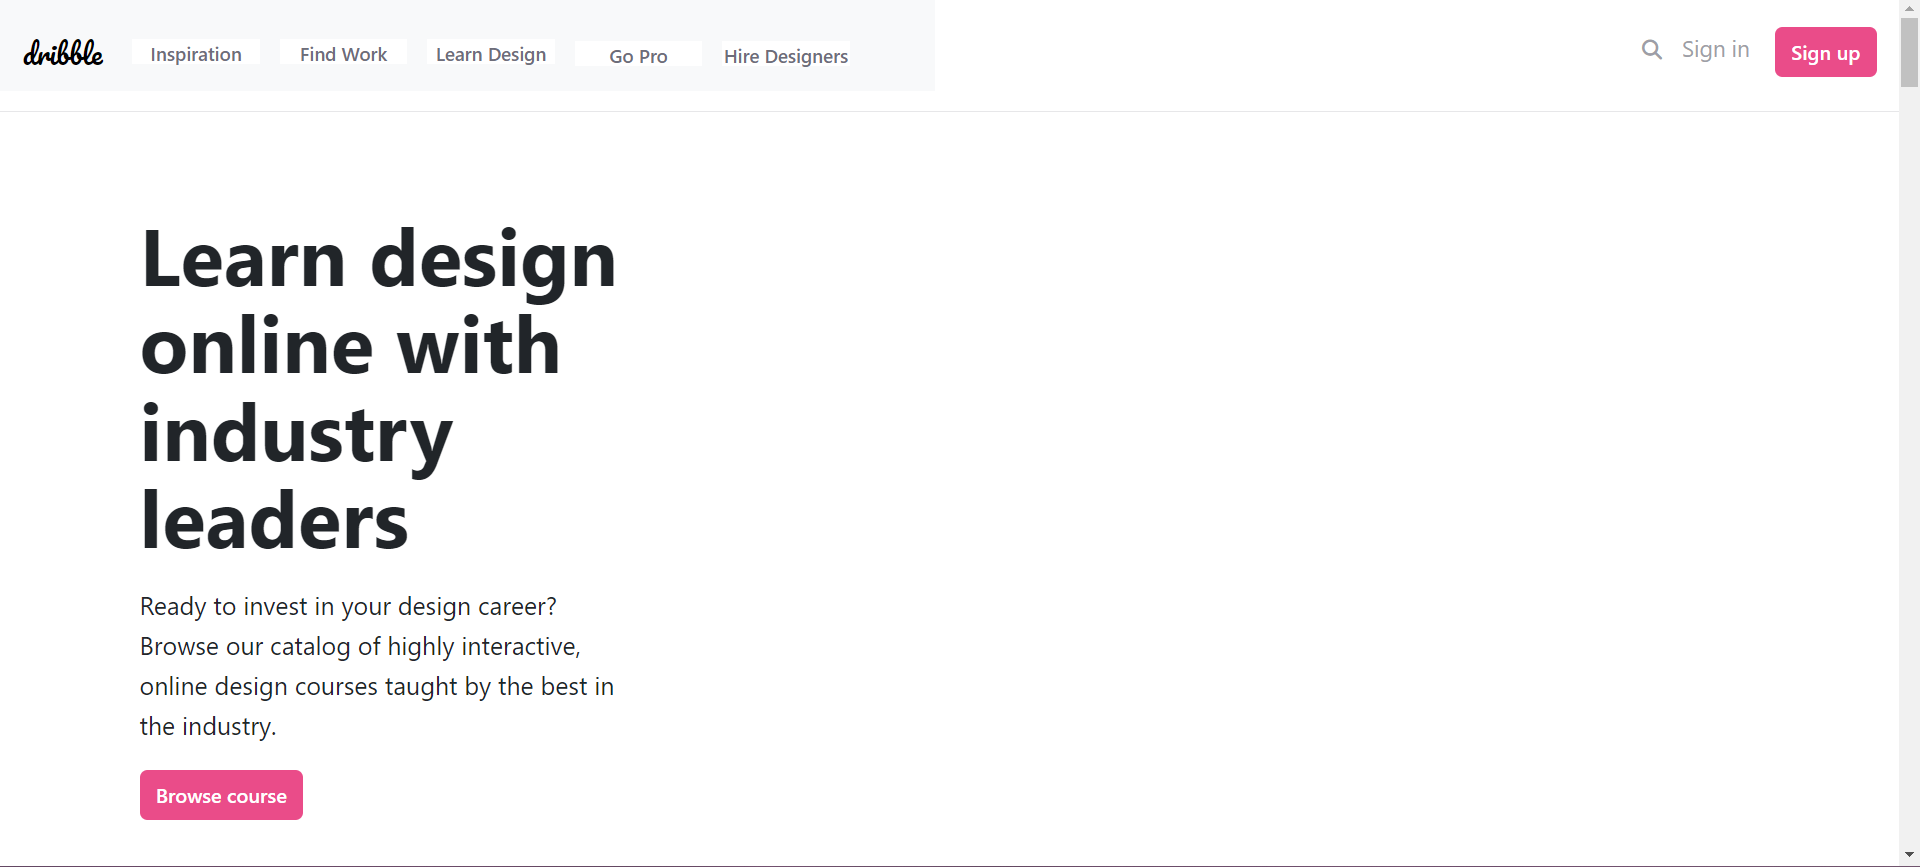 dribbble
Inspiration
Find Work
Learn Design
Go Pro
Hire Designers
Sign in
Sign up
Learn design
online with
industry
leaders
Ready to invest in your design career?
Browse our catalog of highly interactive,
online design courses taught by the best in
the industry.
Browse course